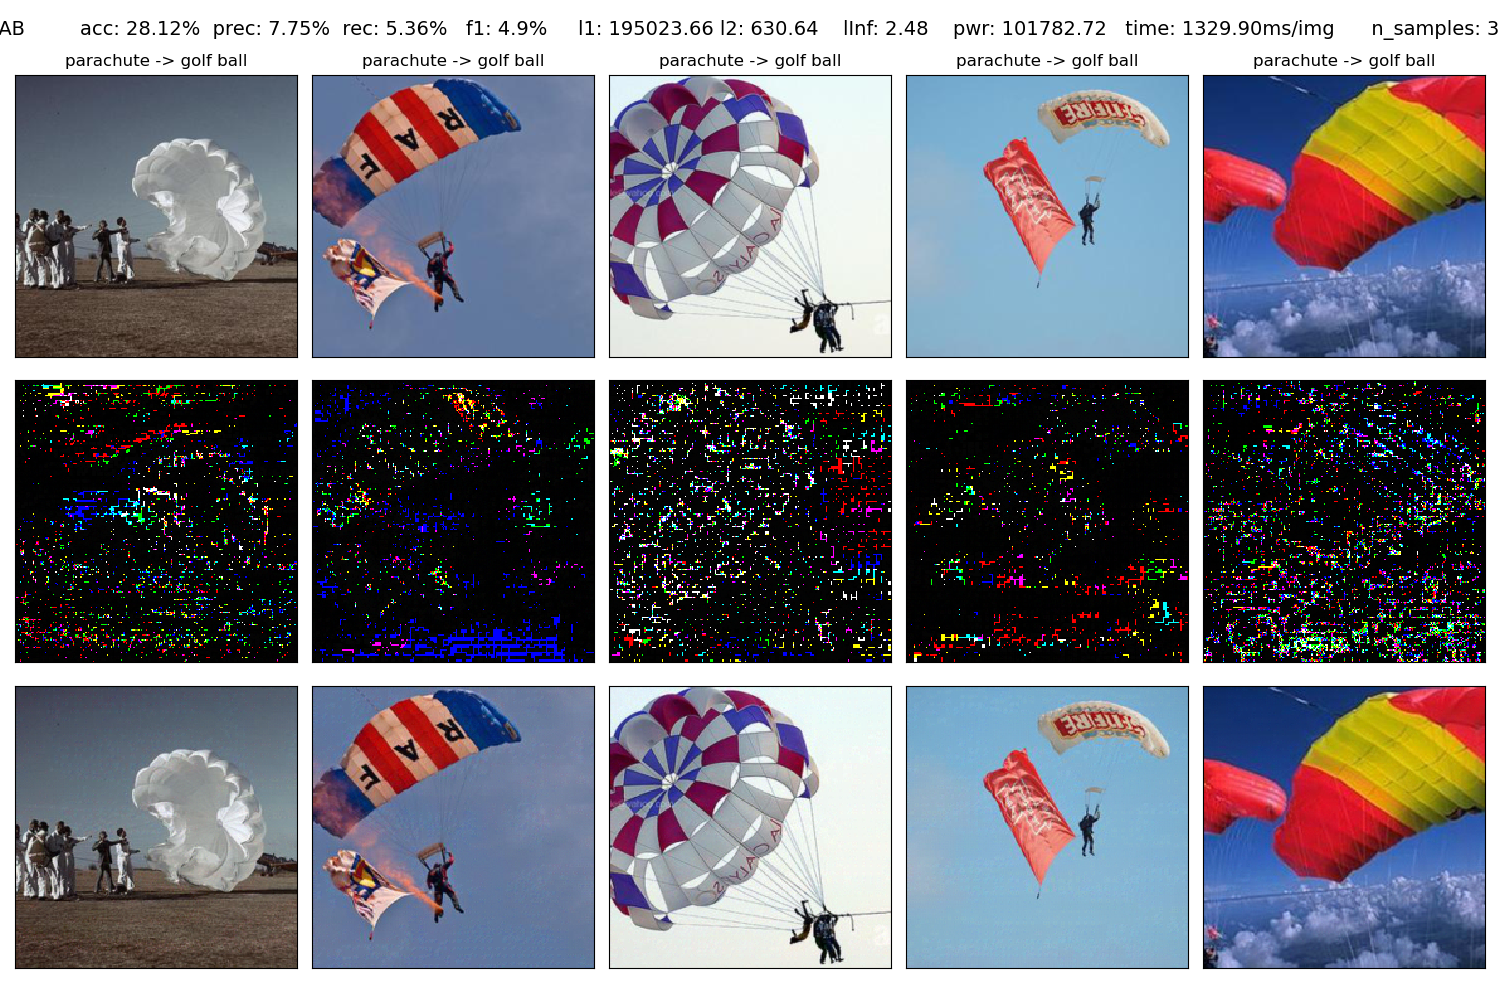 AB acc: 28.12% prec: 7.75% rec: 5.36% f1: 4.9% l1: 195023.66 l2: 630.64 lInf: 2.48 pwr: 101782.72 time: 1329.90ms/img n_samples: 3
parachute -> golf ball parachute -> golf ball parachute -> golf ball parachute -> golf ball parachute -> golf ball
R A F